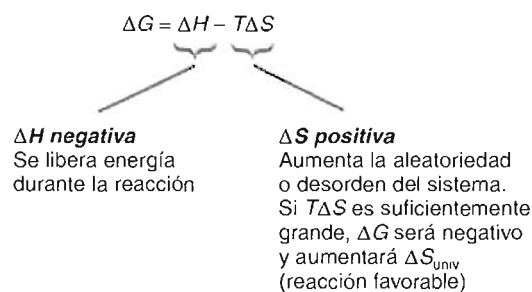 ΔG = ΔH – TΔS
ΔH negativa
Se libera energía
durante la reacción
ΔS positiva
Aumenta la aleatoriedad
o desorden del sistema.
Si TΔS es suficientemente
grande, ΔG será negativo
y aumentará ΔSuniv
(reacción favorable)